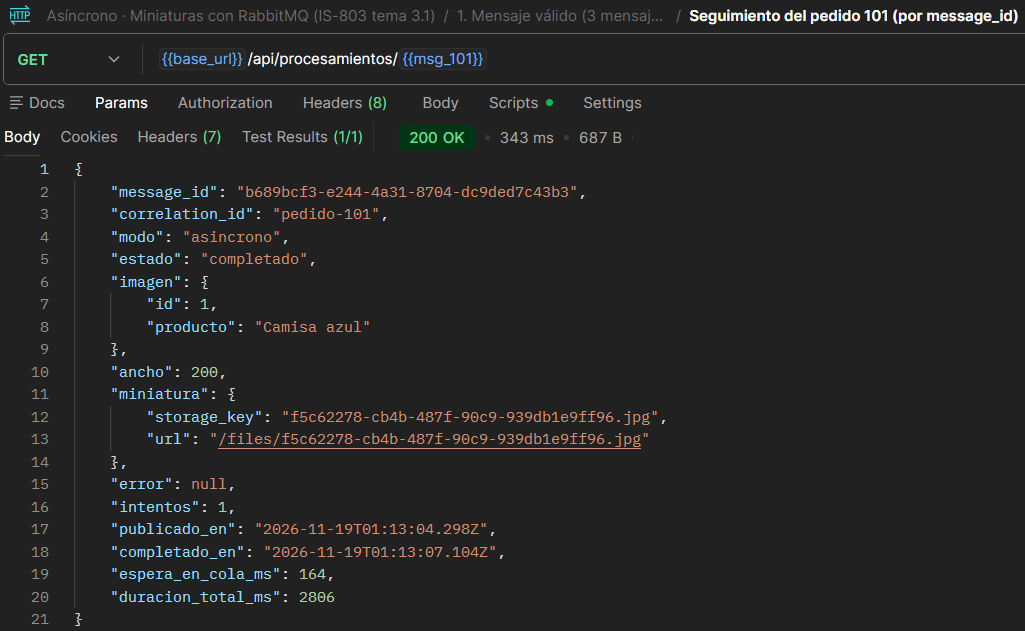 HTTP Asíncrono · Miniaturas con RabbitMQ (IS-803 tema 3.1) / 1. Mensaje válido (3 mensaj... / Seguimiento del pedido 101 (por message_id)
GET {{base_url}} /api/procesamientos/ {{msg_101}}
Docs Params Authorization Headers (8) Body Scripts Settings
Body Cookies Headers (7) Test Results (1/1) 200 OK • 343 ms • 687 B
1 {
2 "message_id": "b689bcf3-e244-4a31-8704-dc9ded7c43b3",
3 "correlation_id": "pedido-101",
4 "modo": "asincrono",
5 "estado": "completado",
6 "imagen": {
7 "id": 1,
8 "producto": "Camisa azul"
9 },
10 "ancho": 200,
11 "miniatura": {
12 "storage_key": "f5c62278-cb4b-487f-90c9-939db1e9ff96.jpg",
13 "url": "/files/f5c62278-cb4b-487f-90c9-939db1e9ff96.jpg"
14 },
15 "error": null,
16 "intentos": 1,
17 "publicado_en": "2026-11-19T01:13:04.298Z",
18 "completado_en": "2026-11-19T01:13:07.104Z",
19 "espera_en_cola_ms": 164,
20 "duracion_total_ms": 2806
21 }